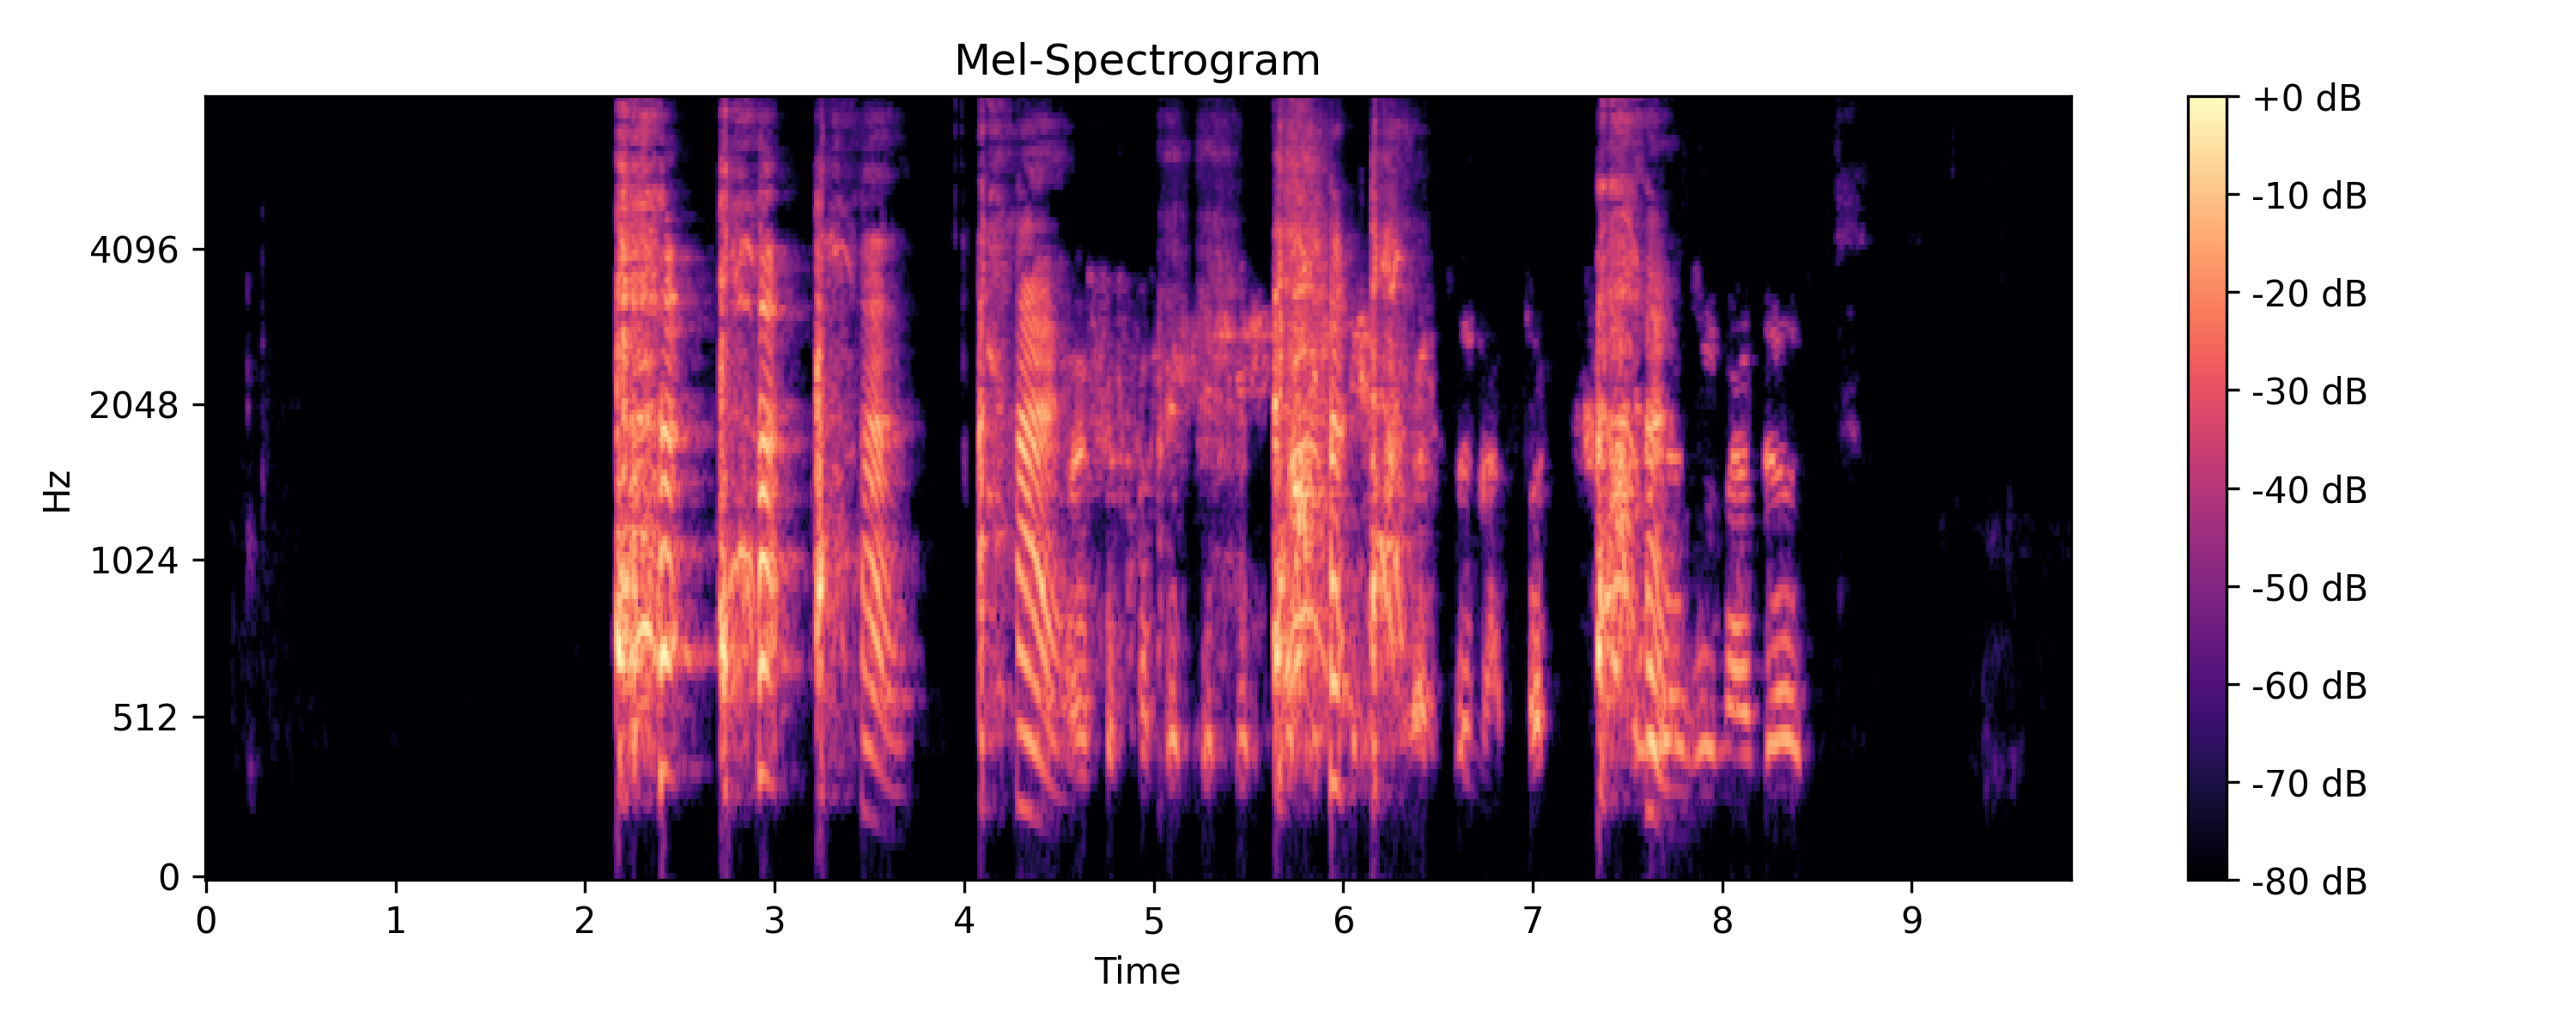 Mel-Spectrogram
+0 dB
4096
-10 dB
-20 dB
2048
-30 dB
Hz
-40 dB
1024
-50 dB
512
-60 dB
-70 dB
0
-80 dB
0 1 2 3 4 5 6 7 8 9
Time